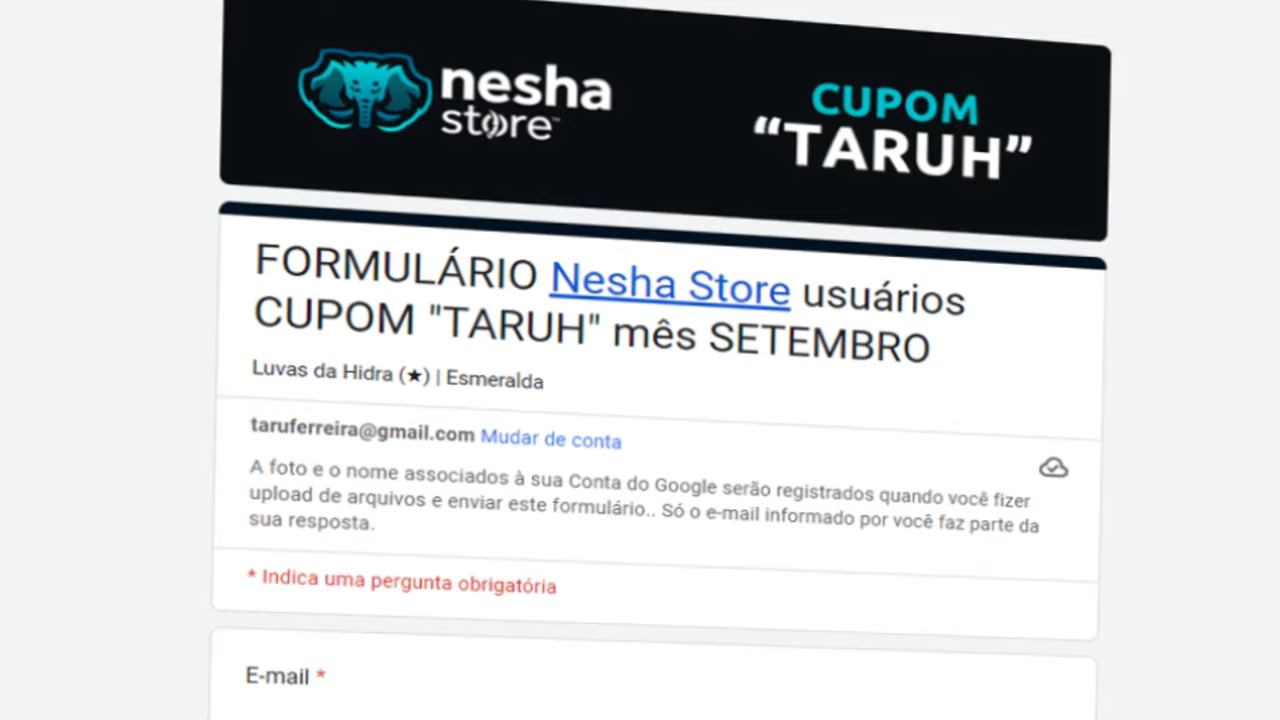 nesha
store™
CUPOM
“TARUH”
FORMULÁRIO Nesha Store usuários
CUPOM "TARUH" mês SETEMBRO
Luvas da Hidra (★) | Esmeralda
taruferreira@gmail.com Mudar de conta
A foto e o nome associados à sua Conta do Google serão registrados quando você fizer
upload de arquivos e enviar este formulário.. Só o e-mail informado por você faz parte da
sua resposta.
* Indica uma pergunta obrigatória
E-mail *